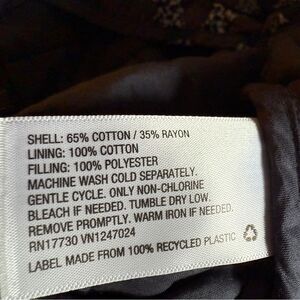 SHELL: 65% COTTON / 35% RAYON
LINING: 100% COTTON
FILLING: 100% POLYESTER
MACHINE WASH COLD SEPARATELY.
GENTLE CYCLE. ONLY NON-CHLORINE
BLEACH IF NEEDED. TUMBLE DRY LOW.
REMOVE PROMPTLY. WARM IRON IF NEEDED.
RN17730 VN1247024
LABEL MADE FROM 100% RECYCLED PLASTIC